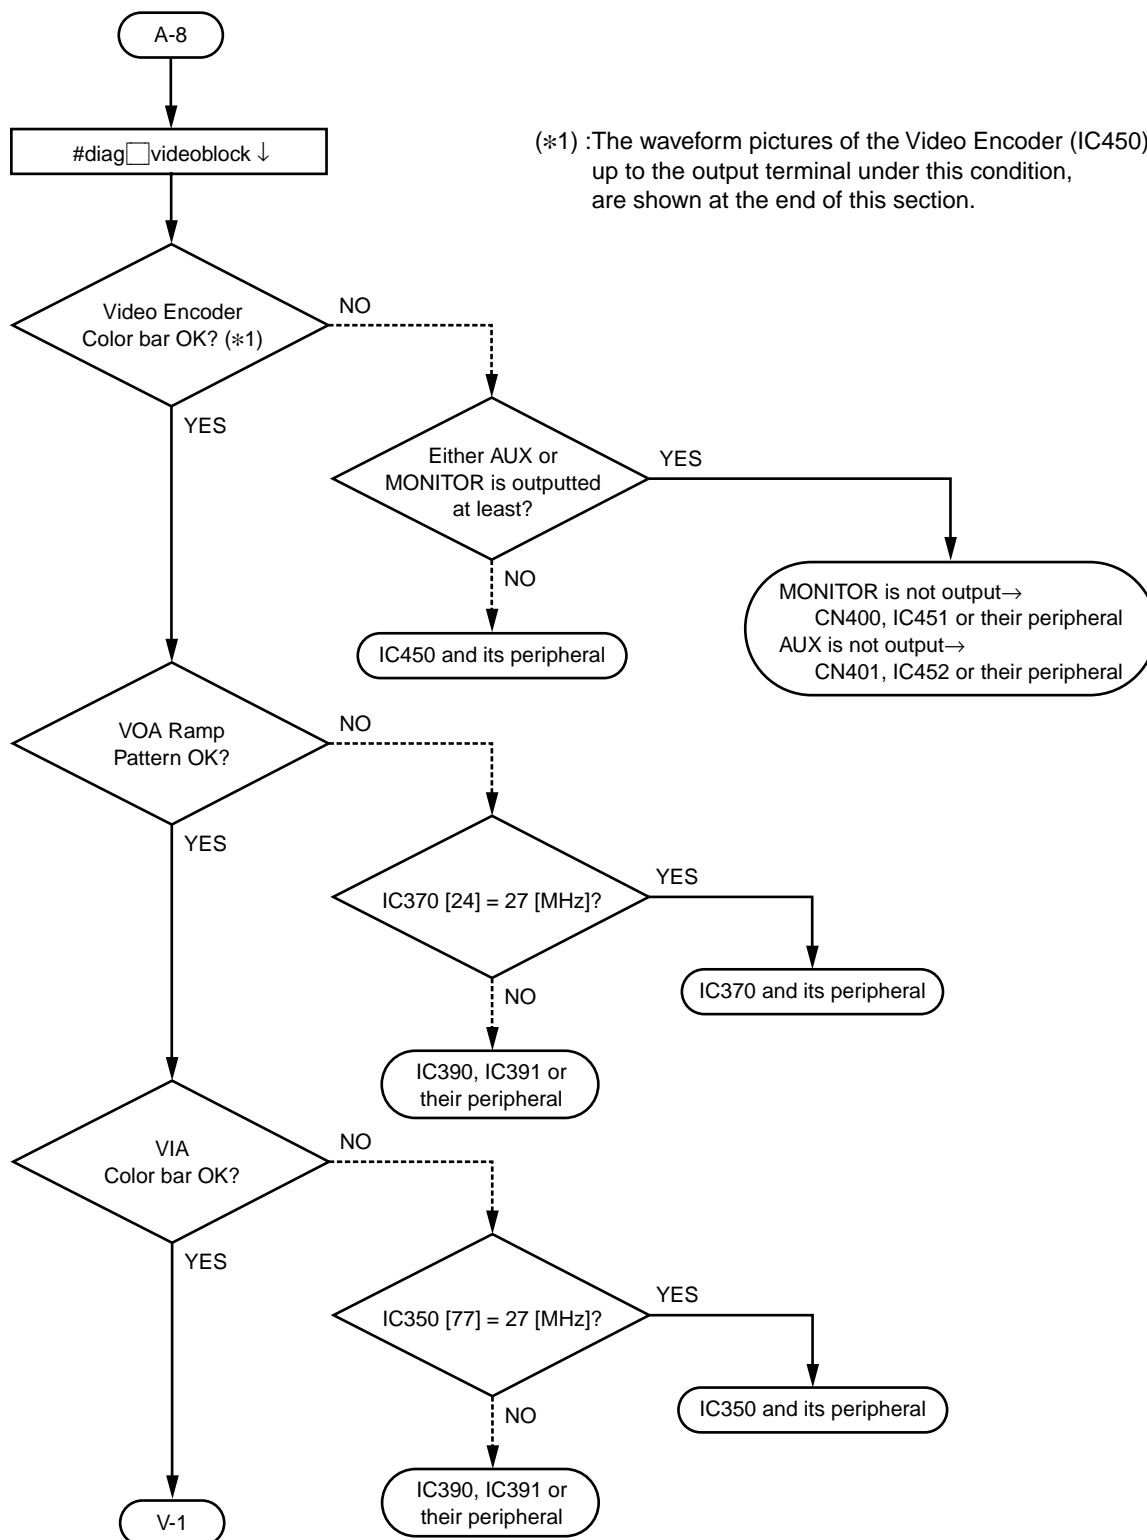 A-8
#diag□videoblock ↓
(*1) :The waveform pictures of the Video Encoder (IC450)
up to the output terminal under this condition,
are shown at the end of this section.
Video Encoder
Color bar OK? (*1)
NO
YES
Either AUX or
MONITOR is outputted
at least?
YES
NO
MONITOR is not output→
CN400, IC451 or their peripheral
AUX is not output→
CN401, IC452 or their peripheral
IC450 and its peripheral
VOA Ramp
Pattern OK?
NO
YES
IC370 [24] = 27 [MHz]?
YES
NO
IC370 and its peripheral
IC390, IC391 or
their peripheral
VIA
Color bar OK?
NO
YES
IC350 [77] = 27 [MHz]?
YES
NO
IC350 and its peripheral
IC390, IC391 or
their peripheral
V-1